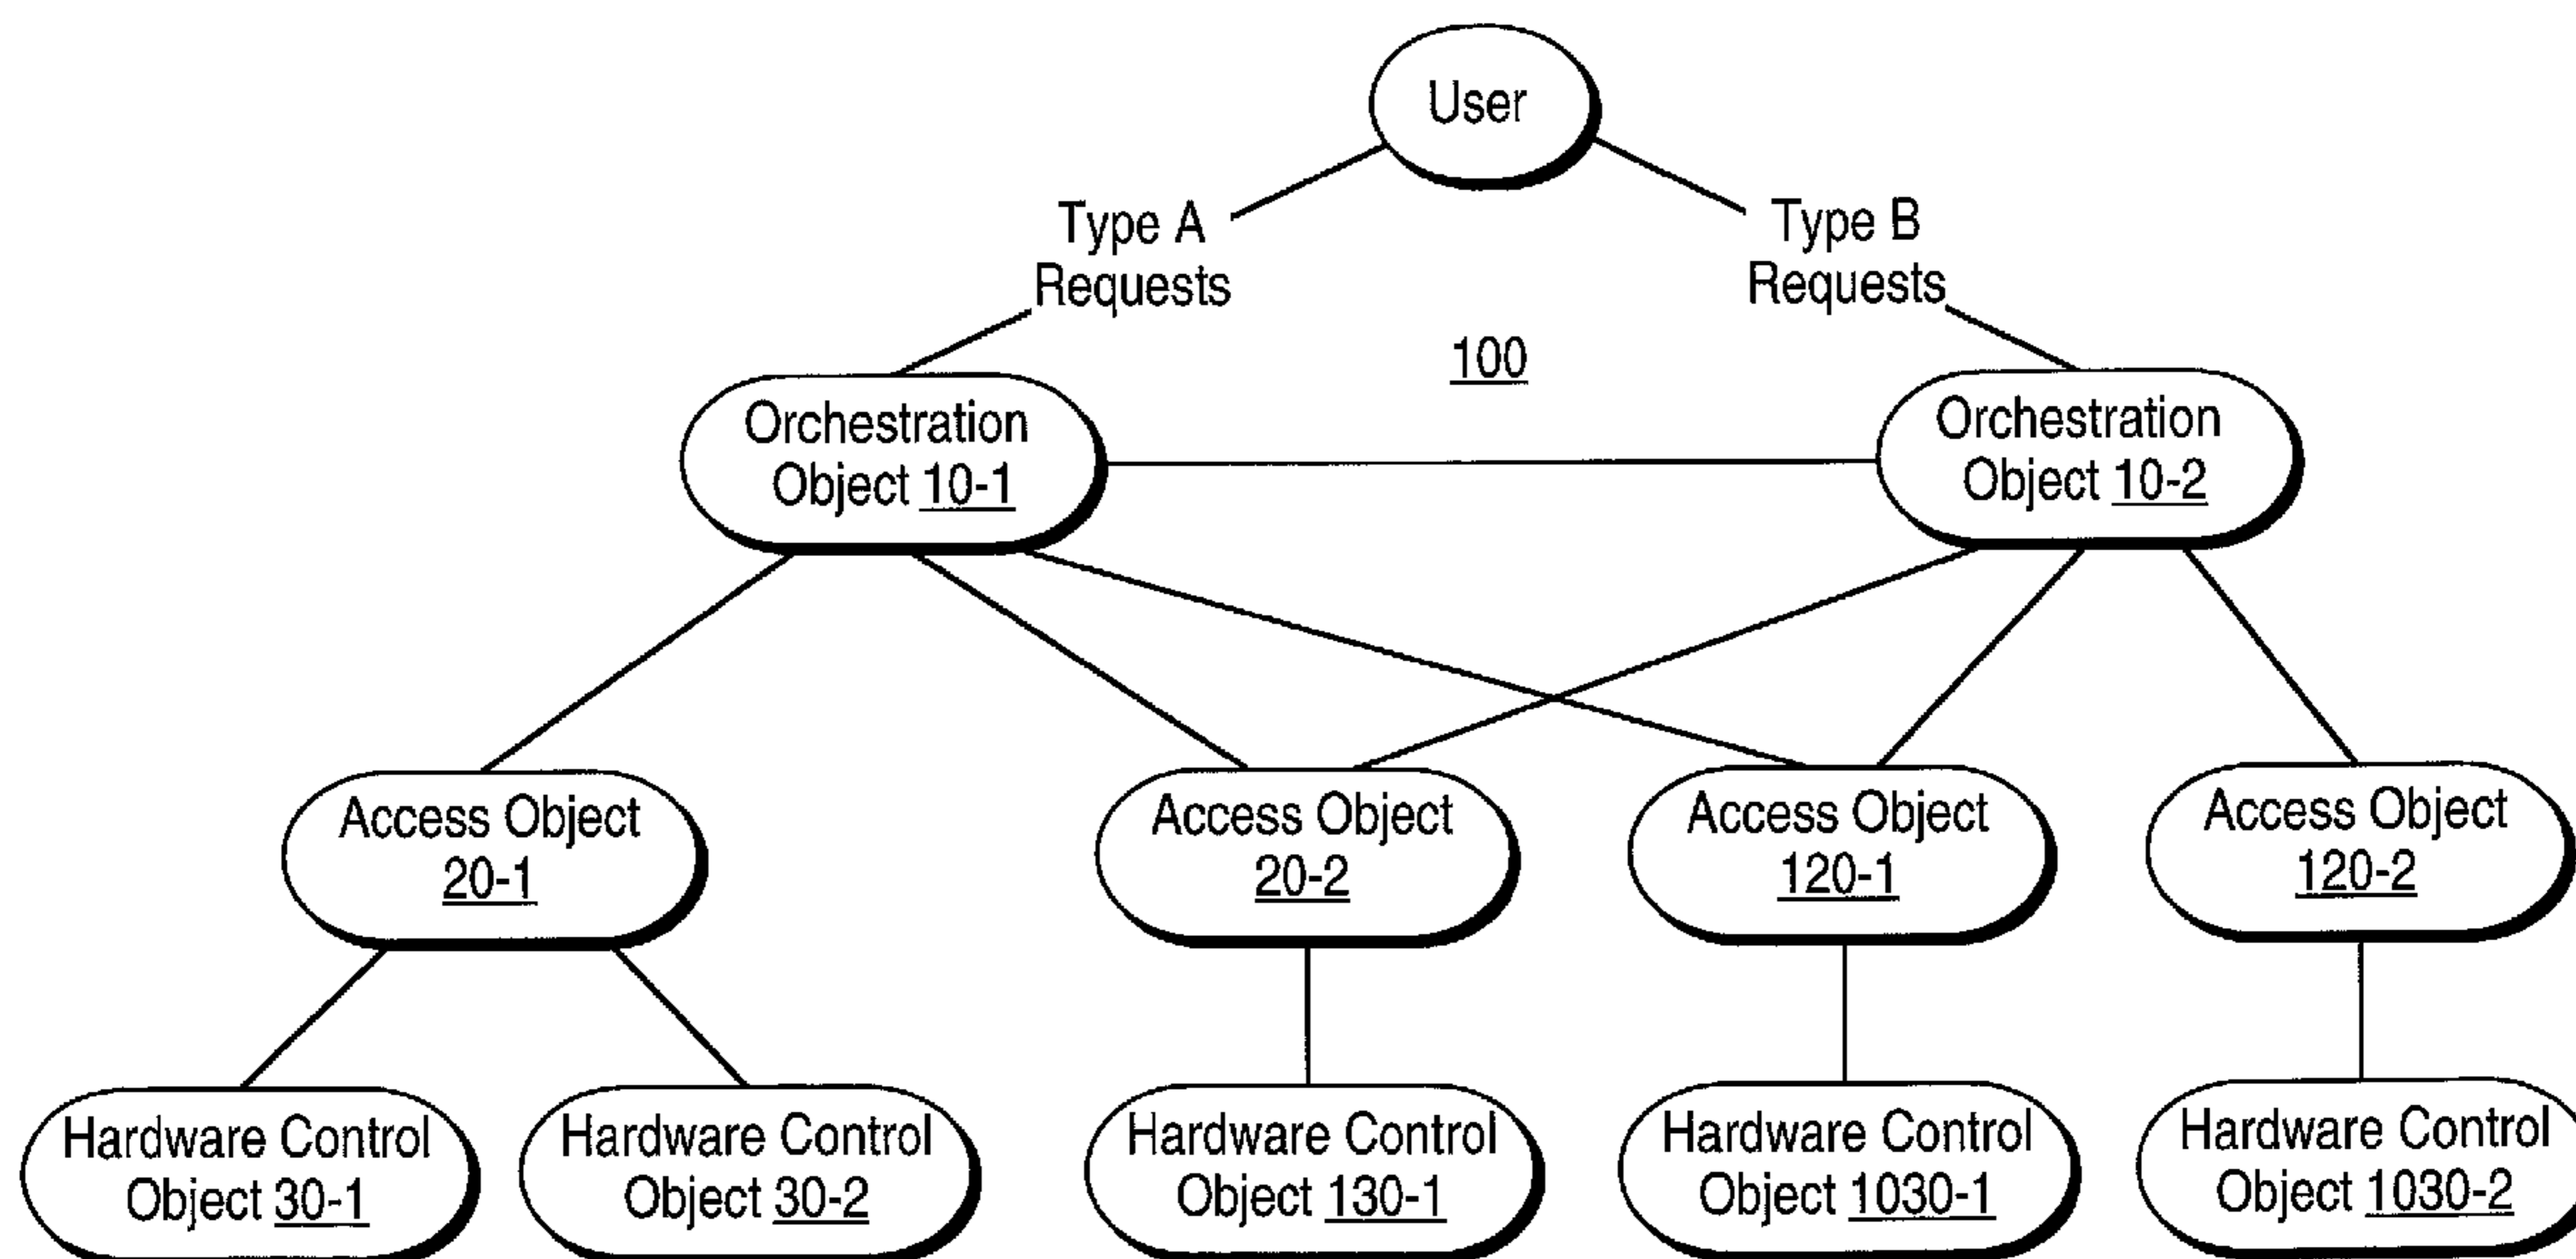 User
Type A
Requests
Type B
Requests
100
Orchestration
Object 10-1
Orchestration
Object 10-2
Access Object
20-1
Access Object
20-2
Access Object
120-1
Access Object
120-2
Hardware Control
Object 30-1
Hardware Control
Object 30-2
Hardware Control
Object 130-1
Hardware Control
Object 1030-1
Hardware Control
Object 1030-2